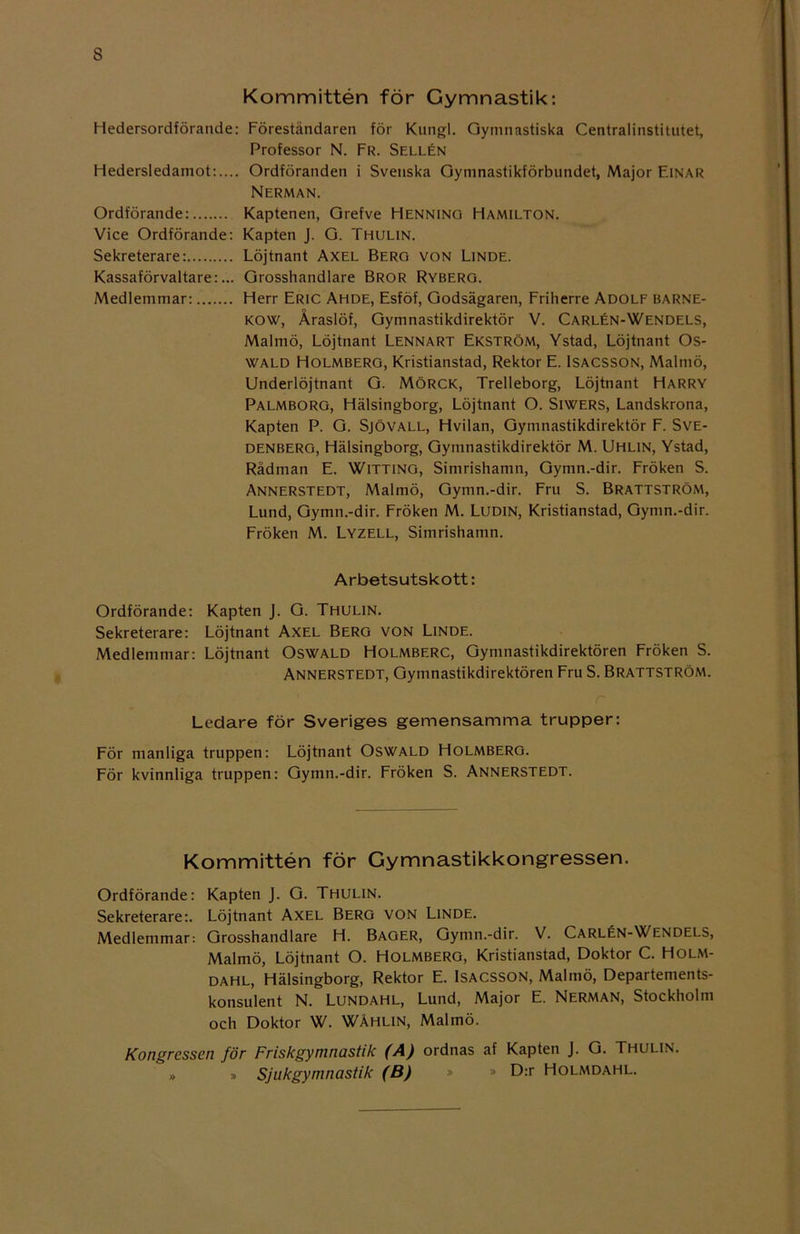 8
Kommittén för Gymnastik:
Hedersordförande: Föreståndaren för Kungl. Gymnastiska Centralinstitutet,
Professor N. FR. SELLÉN
Hedersledamot:.... Ordföranden i Svenska Gymnastikförbundet, Major EINAR
NERMAN.
Ordförande:........ Kaptenen, Grefve HENNING HAMILTON.
Vice Ordförande: Kapten J. G. THULIN.
Sekreterare:......... Löjtnant AXEL BERG VON LINDE.
Kassaförvaltare:... Grosshandlare BROR RYBERG.
Medlemmar:....... Herr ERIC AHDE, Esföf, Godsägaren, Friherre ADOLF BARNE-
KOW, Åraslöf, Gymnastikdirektör V. CARLÉN-WENDELS,
Malmö, Löjtnant LENNART EKSTRÖM, Ystad, Löjtnant OS-
WALD HOLMBERG, Kristianstad, Rektor E. ISACSSON, Malmö,
Underlöjtnant G. MÖRCK, Trelleborg, Löjtnant HARRY
PALMBORG, Hälsingborg, Löjtnant O. SIWERS, Landskrona,
Kapten P. G. SJÖVALL, Hvilan, Gymnastikdirektör F. SVE-
DENBERG, Hälsingborg, Gymnastikdirektör M. UHLIN, Ystad,
Rådman E. WITTING, Simrishamn, Gymn.-dir. Fröken S.
ANNERSTEDT, Malmö, Gymn.-dir. Fru S. BRATTSTRÖM,
Lund, Gymn.-dir. Fröken M. LUDIN, Kristianstad, Gymn.-dir.
Fröken M. LYZELL, Simrishamn.
Arbetsutskott:
Ordförande: Kapten J. G. THULIN.
Sekreterare: Löjtnant AXEL BERG VON LINDE.
Medlemmar: Löjtnant OSWALD HOLMBERC, Gymnastikdirektören Fröken S.
ANNERSTEDT, Gymnastikdirektören Fru S. BRATTSTRÖM.
Ledare för Sveriges gemensamma trupper:
För manliga truppen: Löjtnant OSWALD HOLMBERG.
För kvinnliga truppen: Gymn.-dir. Fröken S. ANNERSTEDT.
Kommittén för Gymnastikkongressen.
Ordförande: Kapten J. G. THULIN.
Sekreterare:. Löjtnant AXEL BERG VON LINDE.
Medlemmar: Grosshandlare H. BAGER, Gymn.-dir. V. CARLÉN-WENDELS,
Malmö, Löjtnant O. HOLMBERG, Kristianstad, Doktor C. HOLM-
DAHL, Hälsingborg, Rektor E. ISACSSON, Malmö, Departements-
konsulent N. LUNDAHL, Lund, Major E. NERMAN, Stockholm
och Doktor W. WÅHLIN, Malmö.
Kongressen för Friskgymnastik (A) ordnas af Kapten J. G. THULIN.
» » Sjukgymnastik (B) » » D:r HOLMDAHL.